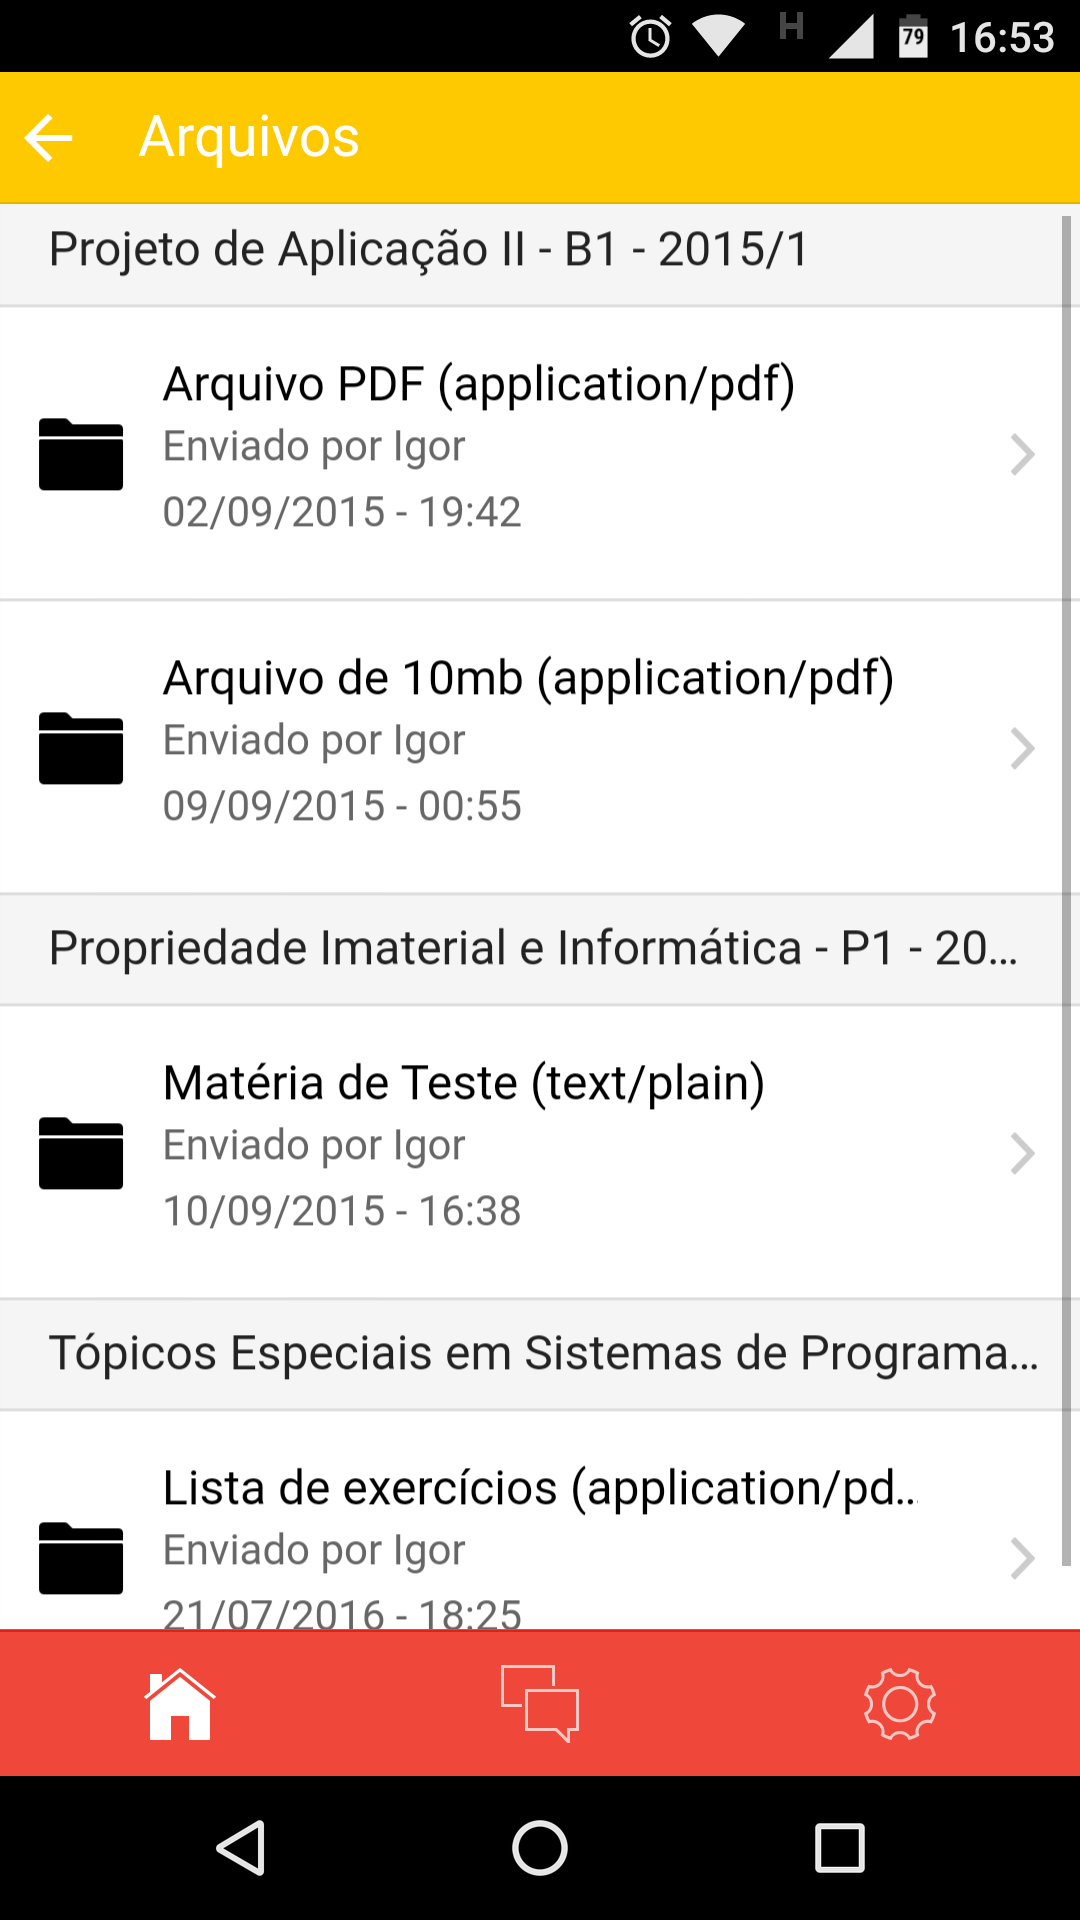 H 79 16:53
Arquivos
Projeto de Aplicação II - B1 - 2015/1
Arquivo PDF (application/pdf)
Enviado por Igor
02/09/2015 - 19:42
Arquivo de 10mb (application/pdf)
Enviado por Igor
09/09/2015 - 00:55
Propriedade Imaterial e Informática - P1 - 20...
Matéria de Teste (text/plain)
Enviado por Igor
10/09/2015 - 16:38
Tópicos Especiais em Sistemas de Programa...
Lista de exercícios (application/pd...
Enviado por Igor
21/07/2016 - 18:25